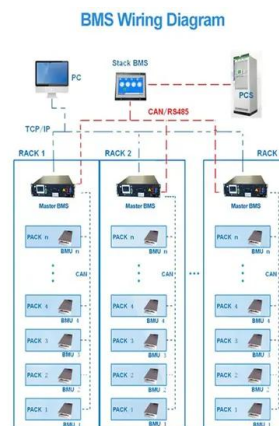 BMS Wiring Diagram
Stack BMS
PC
PCS
CAN/RS485
TCP/IP
RACK 1
RACK 2
RACK
Master BMS
Master BMS
Master BMS
PACK n
BMU n
PACK n
BMU n
PACK n
BMU n
CAN
CAN
CAN
PACK 4
BMU 4
PACK 4
BMU 4
PACK 4
BMU 4
PACK 3
BMU 3
PACK 3
BMU 3
PACK 3
BMU 3
PACK 2
BMU 2
PACK 2
BMU 2
PACK 2
BMU 2
PACK 1
PACK 1
PACK 1